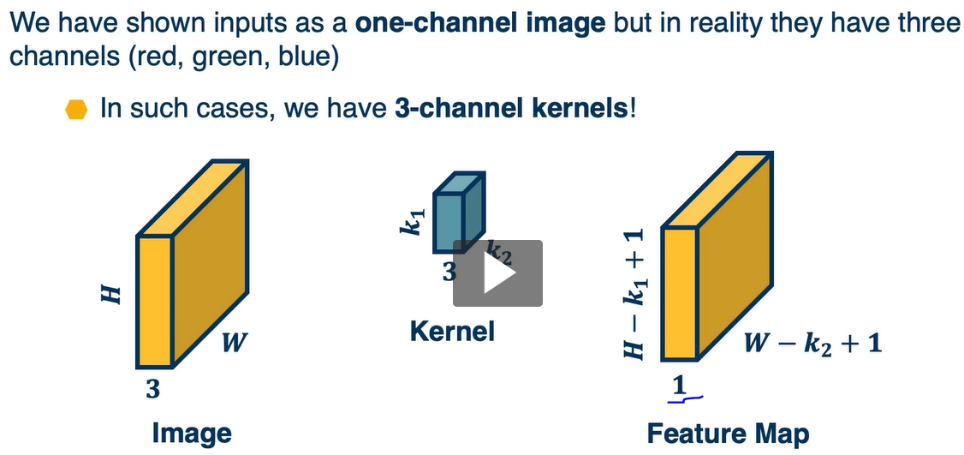 We have shown inputs as a one-channel image but in reality they have three
channels (red, green, blue)
In such cases, we have 3-channel kernels!
H
W
3
Image
k₁
k₂
3
Kernel
H − k₁ + 1
W − k₂ + 1
1
Feature Map